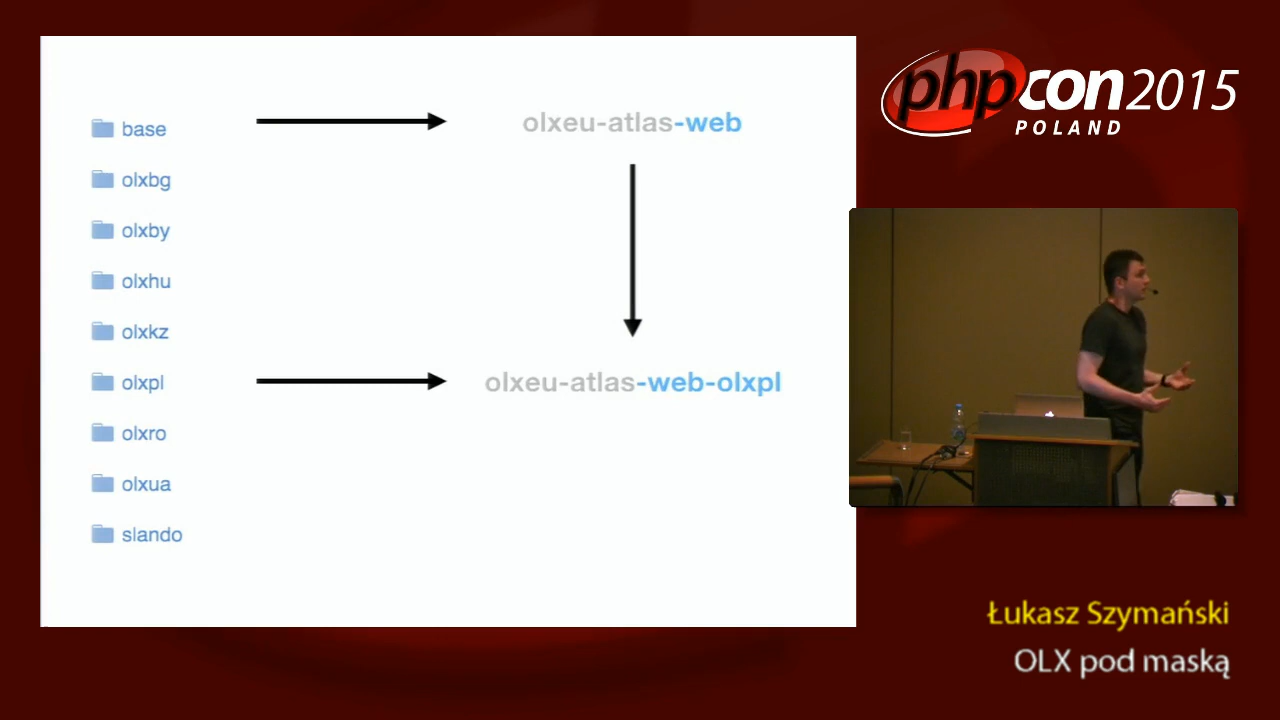 base
olxbg
olxby
olxhu
olxkz
olxpl
olxro
olxua
slando
olxeu-atlas-web
olxeu-atlas-web-olxpl
phpcon2015
POLAND
Łukasz Szymański
OLX pod maską